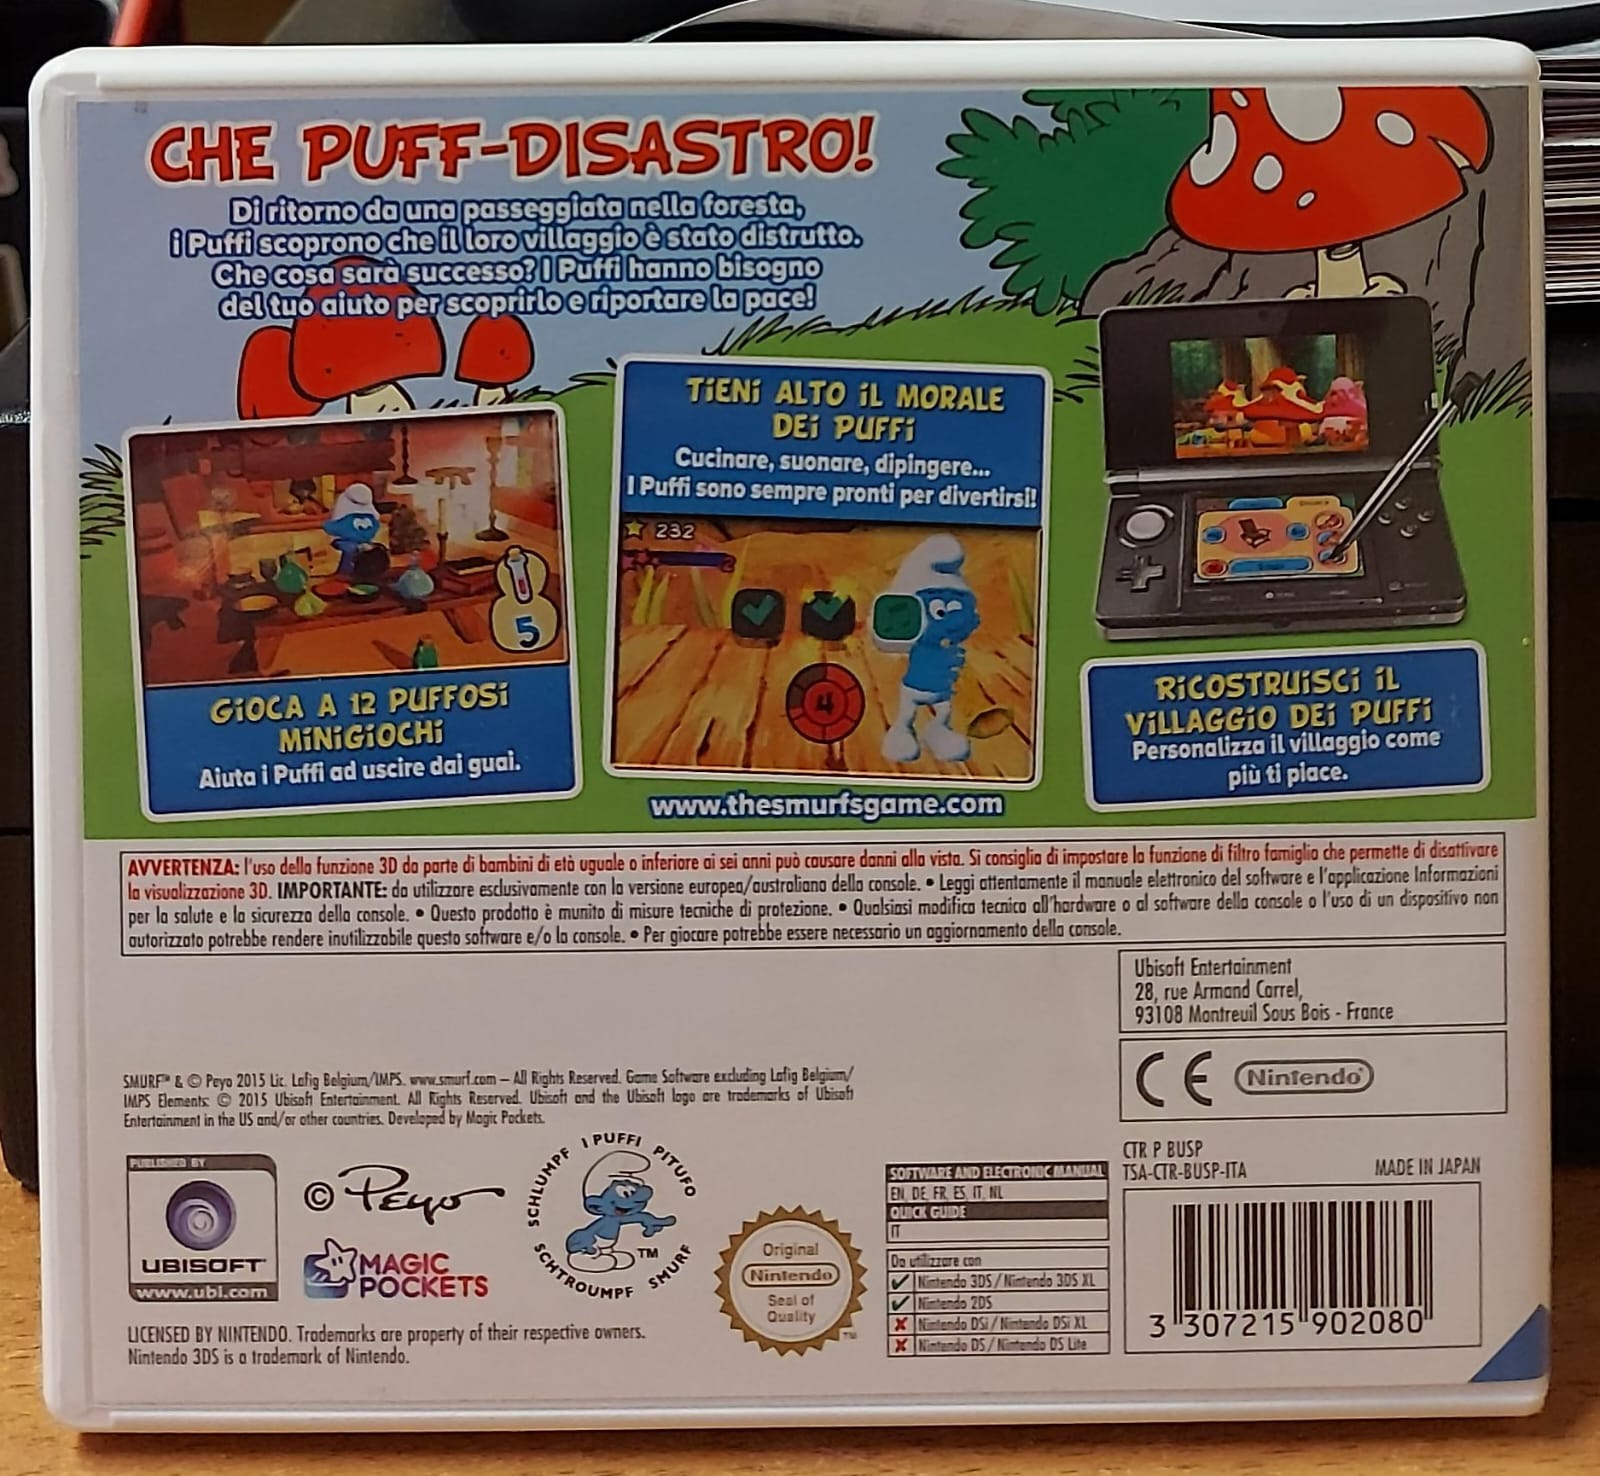 CHE PUFF-DISASTRO!
Di ritorno da una passeggiata nella foresta,
i Puffi scoprono che il loro villaggio è stato distrutto.
Che cosa sarà successo? I Puffi hanno bisogno
del tuo aiuto per scoprirlo e riportare la pace!
5
GIOCA A 12 PUFFOSI
MINIGIOCHI
Aiuta i Puffi ad uscire dai guai.
TIENI ALTO IL MORALE
DEI PUFFI
Cucinare, suonare, dipingere...
I Puffi sono sempre pronti per divertirsi!
232
2
4
RICOSTRUISCI IL
VILLAGGIO DEI PUFFI
Personalizza il villaggio come
più ti piace.
www.thesmurfsgame.com
AVVERTENZA: l'uso della funzione 3D da parte di bambini di età uguale o inferiore ai sei anni può causare danni alla vista. Si consiglia di impostare la funzione di filtro famiglia che permette di disattivare
la visualizzazione 3D. IMPORTANTE: da utilizzare esclusivamente con la versione europea/australiana della console. • Leggi attentamente il manuale elettronico del software e l'applicazione Informazioni
per la salute e la sicurezza della console. • Questo prodotto è munito di misure tecniche di protezione. • Qualsiasi modifica tecnica all'hardware o al software della console o l'uso di un dispositivo non
autorizzato potrebbe rendere inutilizzabile questo software e/o la console. • Per giocare potrebbe essere necessario un aggiornamento della console.
Ubisoft Entertainment
28, rue Armand Carrel,
93108 Montreuil Sous Bois - France
CE Nintendo®
SMURF™ & © Peyo 2015 Lic. Lafig Belgium/IMPS. www.smurf.com – All Rights Reserved. Game Software excluding Lafig Belgium/
IMPS Elements: © 2015 Ubisoft Entertainment. All Rights Reserved. Ubisoft and the Ubisoft logo are trademarks of Ubisoft
Entertainment in the US and/or other countries. Developed by Magic Pockets.
PUBLISHED BY
UBISOFT
www.ubi.com
© Peyo
MAGIC
POCKETS
SCHLUMPF I PUFFI PITUFO
SCHTROUMPF SMURF
TM
Original
Nintendo
Seal of
Quality
TM
SOFTWARE AND ELECTRONIC MANUAL
EN, DE, FR, ES, IT, NL
QUICK GUIDE
IT
Da utilizzare con
Nintendo 3DS / Nintendo 3DS XL
Nintendo 2DS
Nintendo DSi / Nintendo DSi XL
Nintendo DS / Nintendo DS Lite
CTR P BUSP
TSA-CTR-BUSP-ITA MADE IN JAPAN
3 307215 902080
LICENSED BY NINTENDO. Trademarks are property of their respective owners.
Nintendo 3DS is a trademark of Nintendo.